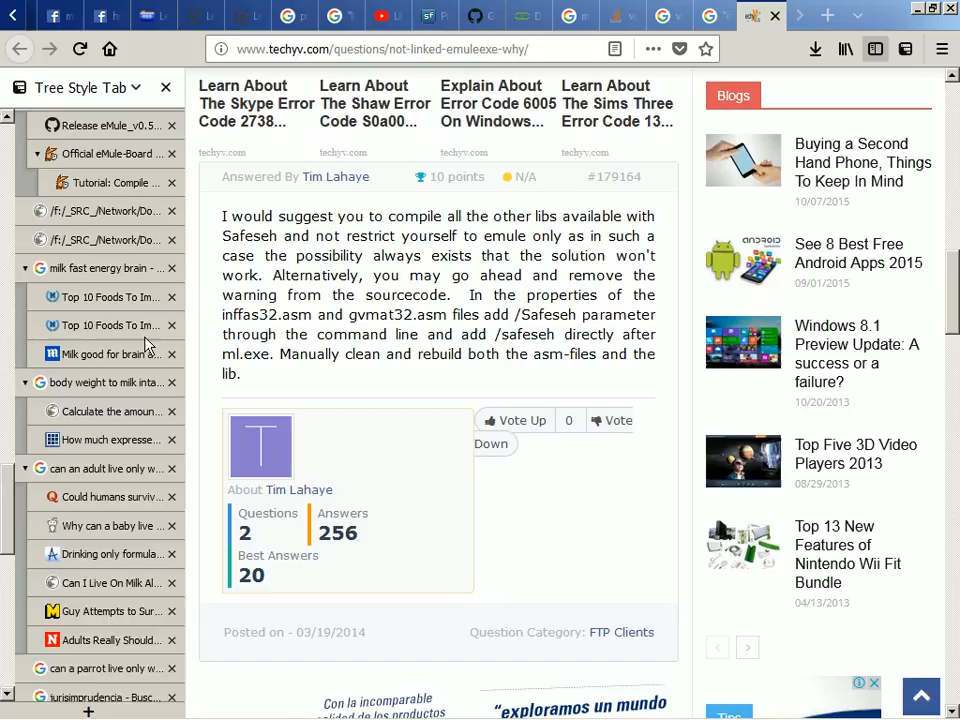 www.techyv.com/questions/not-linked-emuleexe-why/
Tree Style Tab
Release eMule_v0.5...
Official eMule-Board ...
Tutorial: Compile ...
/f:/_SRC_/Network/Do...
/f:/_SRC_/Network/Do...
milk fast energy brain - ...
Top 10 Foods To Im...
Top 10 Foods To Im...
Milk good for brain ...
body weight to milk inta...
Calculate the amoun...
How much expresse...
can an adult live only w...
Could humans surviv...
Why can a baby live ...
Drinking only formula...
Can I Live On Milk Al...
Guy Attempts to Sur...
Adults Really Should...
can a parrot live only w...
jurisimprudencia - Busc...
Learn About
The Skype Error
Code 2738...
techyv.com
Learn About
The Shaw Error
Code S0a00...
techyv.com
Explain About
Error Code 6005
On Windows...
techyv.com
Learn About
The Sims Three
Error Code 13...
techyv.com
Answered By Tim Lahaye
10 points
N/A
#179164
I would suggest you to compile all the other libs available with
Safeseh and not restrict yourself to emule only as in such a
case the possibility always exists that the solution won't
work. Alternatively, you may go ahead and remove the
warning from the sourcecode. In the properties of the
inffas32.asm and gvmat32.asm files add /Safeseh parameter
through the command line and add /safeseh directly after
ml.exe. Manually clean and rebuild both the asm-files and the
lib.
T
About Tim Lahaye
Questions
2
Answers
256
Best Answers
20
Vote Up
0
Vote
Down
Posted on - 03/19/2014
Question Category: FTP Clients
Con la incomparable
calidad de los productos
"exploramos un mundo
Blogs
Buying a Second
Hand Phone, Things
To Keep In Mind
10/07/2015
See 8 Best Free
Android Apps 2015
09/01/2015
Windows 8.1
Preview Update: A
success or a
failure?
10/20/2013
Top Five 3D Video
Players 2013
08/29/2013
Top 13 New
Features of
Nintendo Wii Fit
Bundle
04/13/2013
Tips